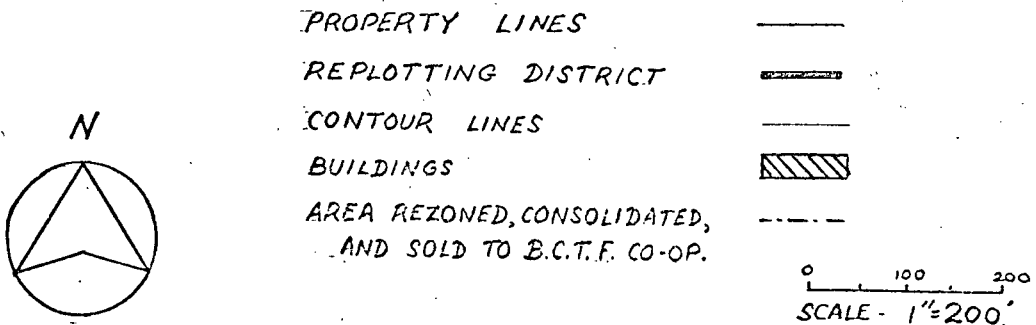 PROPERTY LINES
REPLOTTING DISTRICT
N
CONTOUR LINES
BUILDINGS
AREA REZONED, CONSOLIDATED,
AND SOLD TO B.C.T.F. CO-OP.
0 100 200
SCALE - 1"=200'